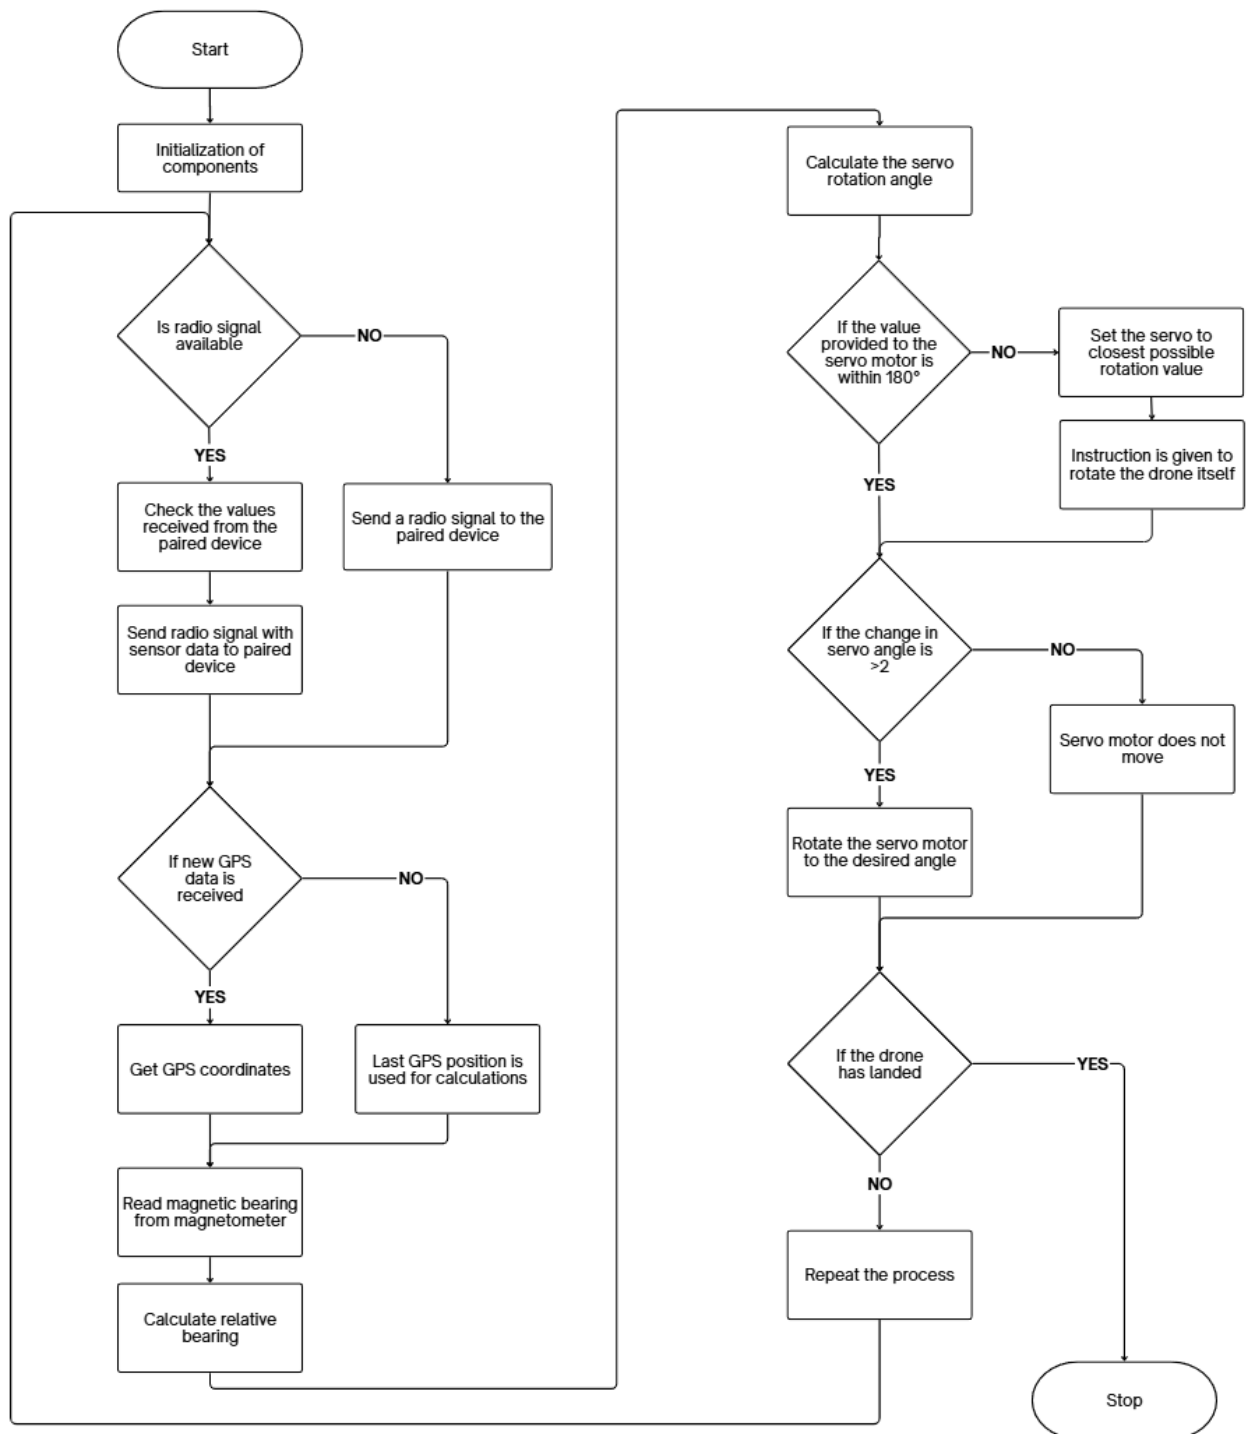 Start
Initialization of
components
Is radio signal
available
NO
YES
Check the values
received from the
paired device
Send a radio signal to the
paired device
Send radio signal with
sensor data to paired
device
If new GPS
data is
received
NO
YES
Get GPS coordinates
Last GPS position is
used for calculations
Read magnetic bearing
from magnetometer
Calculate relative
bearing
Calculate the servo
rotation angle
If the value
provided to the
servo motor is
within 180°
NO
Set the servo to
closest possible
rotation value
Instruction is given to
rotate the drone itself
YES
If the change in
servo angle is
>2
NO
Servo motor does not
move
YES
Rotate the servo motor
to the desired angle
If the drone
has landed
YES
NO
Repeat the process
Stop